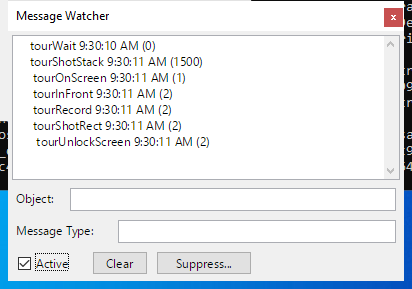 Message Watcher
tourWait 9:30:10 AM (0)
tourShotStack 9:30:11 AM (1500)
tourOnScreen 9:30:11 AM (1)
tourInFront 9:30:11 AM (2)
tourRecord 9:30:11 AM (2)
tourShotRect 9:30:11 AM (2)
tourUnlockScreen 9:30:11 AM (2)
Object:
Message Type:
Active
Clear
Suppress...